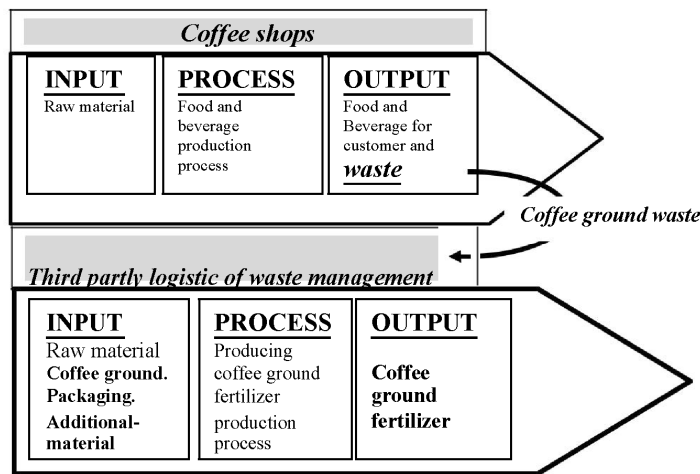 Coffee shops
INPUT
Raw material
PROCESS
Food and
beverage
production
process
OUTPUT
Food and
Beverage for
customer and
waste
Coffee ground waste
Third partly logistic of waste management
INPUT
Raw material
Coffee ground.
Packaging.
Additional-
material
PROCESS
Producing
coffee ground
fertilizer
production
process
OUTPUT
Coffee
ground
fertilizer